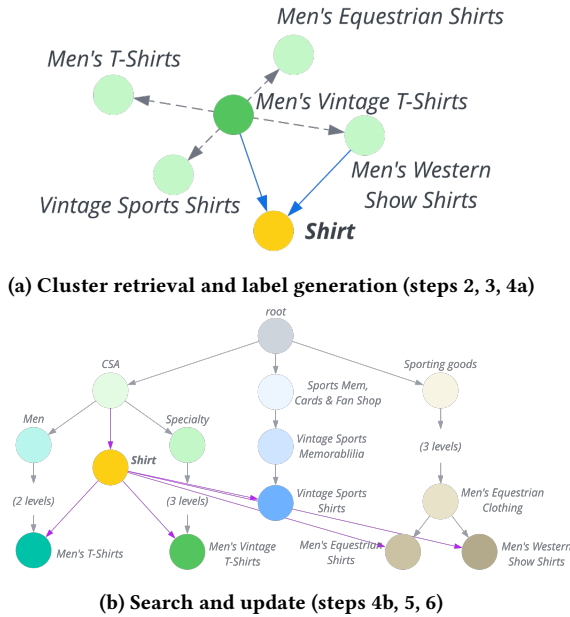 Men's Equestrian Shirts
Men's T-Shirts
Men's Vintage T-Shirts
Men's Western
Show Shirts
Vintage Sports Shirts
Shirt
(a) Cluster retrieval and label generation (steps 2, 3, 4a)
root
CSA
Sporting goods
Sports Mem,
Cards & Fan Shop
Men
Specialty
Shirt
Vintage Sports
Memorablilia
(3 levels)
(2 levels)
(3 levels)
Vintage Sports
Shirts
Men's Equestrian
Clothing
Men's T-Shirts
Men's Vintage
T-Shirts
Men's Equestrian
Shirts
Men's Western
Show Shirts
(b) Search and update (steps 4b, 5, 6)